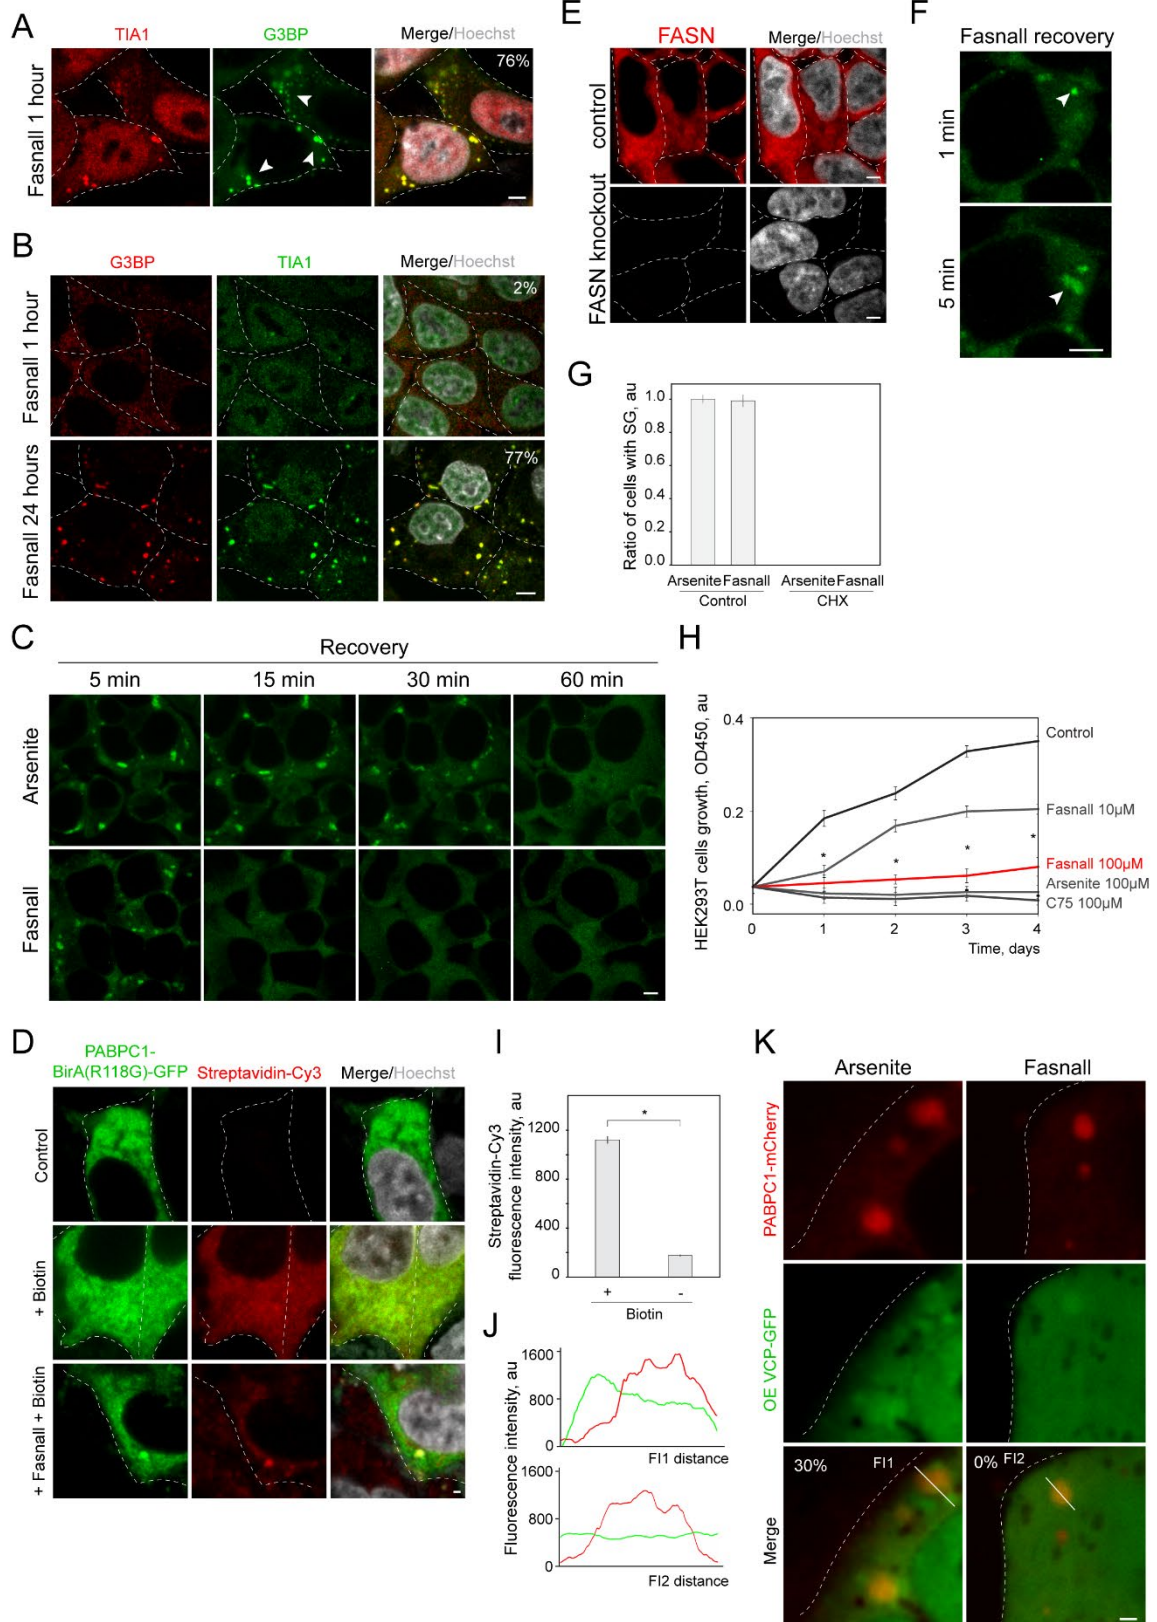 A
TIA1
G3BP
Merge/Hoechst
Fasnall 1 hour
76%
B
G3BP
TIA1
Merge/Hoechst
Fasnall 1 hour
2%
Fasnall 24 hours
77%
C
Recovery
5 min
15 min
30 min
60 min
Arsenite
Fasnall
D
PABPC1-
BirA(R118G)-GFP
Streptavidin-Cy3
Merge/Hoechst
Control
+ Biotin
+ Fasnall + Biotin
E
FASN
Merge/Hoechst
control
FASN knockout
F
Fasnall recovery
1 min
5 min
G
Ratio of cells with SG, au
1.0
0.8
0.6
0.4
0.2
0.0
Arsenite Fasnall
Arsenite Fasnall
Control
CHX
H
HEK293T cells growth, OD450, au
0.4
0.2
0.0
Control
Fasnall 10µM
Fasnall 100µM
Arsenite 100µM
C75 100µM
* * * *
0 1 2 3 4
Time, days
I
Streptavidin-Cy3
fluorescence intensity, au
1200
800
400
0
*
+ -
Biotin
J
Fluorescence intensity, au
1600
800
0
FI1 distance
1600
800
0
FI2 distance
K
Arsenite
Fasnall
PABPC1-mCherry
OE VCP-GFP
Merge
30%
FI1
0%
FI2